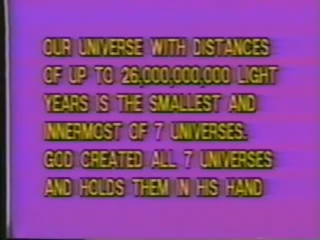 OUR UNIVERSE WITH DISTANCES
OF UP TO 26,000,000,000 LIGHT
YEARS IS THE SMALLEST AND
INNERMOST OF 7 UNIVERSES.
GOD CREATED ALL 7 UNIVERSES
AND HOLDS THEM IN HIS HAND